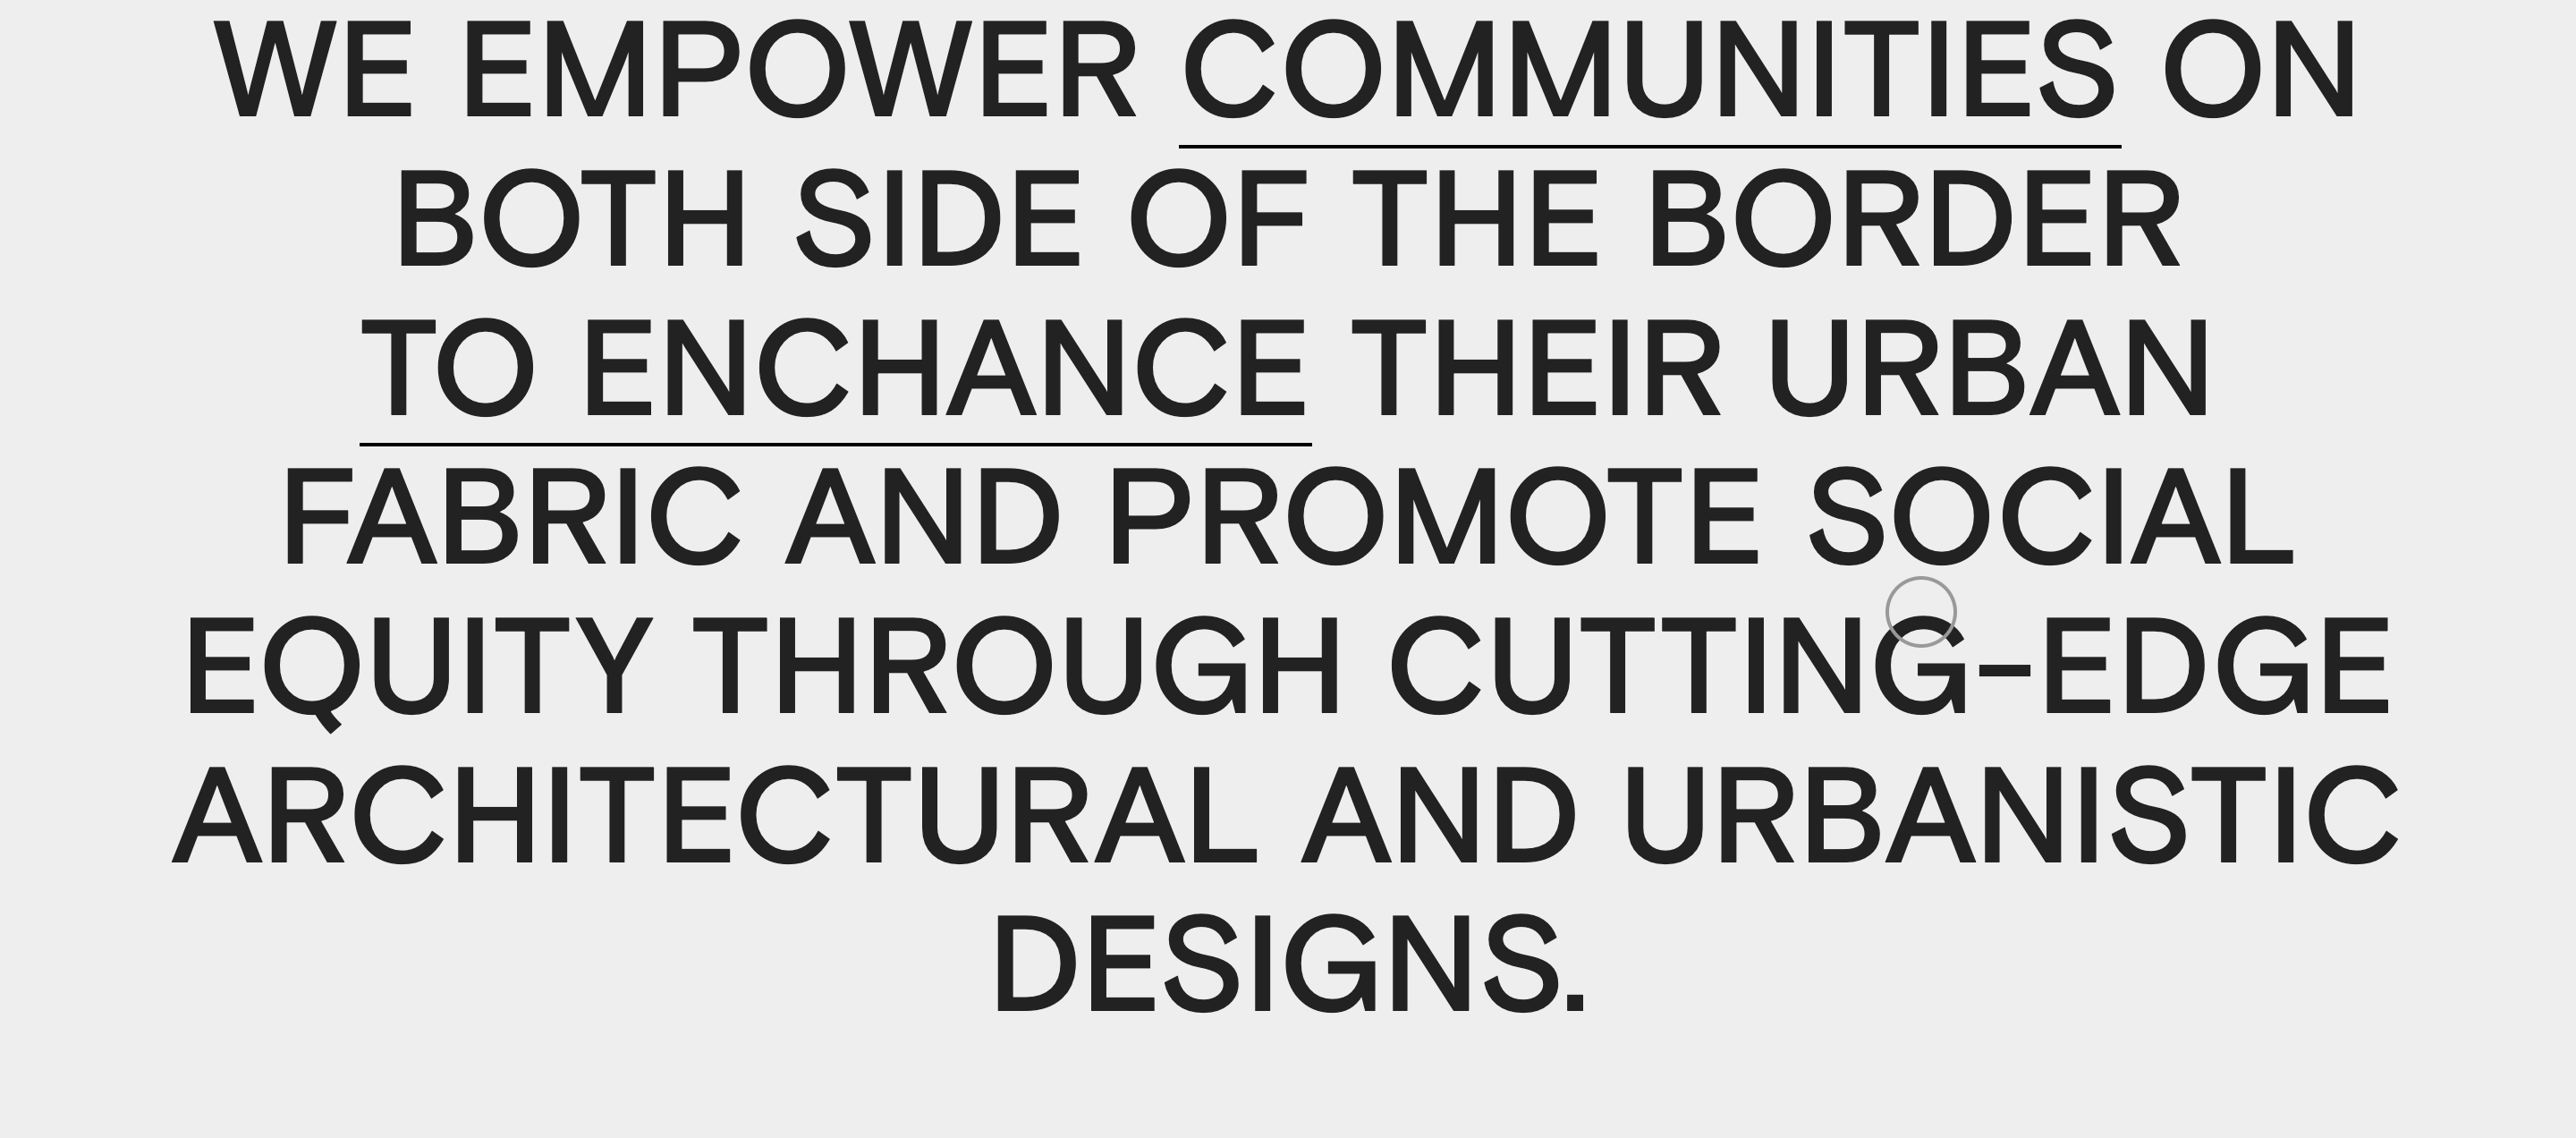 WE EMPOWER COMMUNITIES ON
BOTH SIDE OF THE BORDER
TO ENCHANCE THEIR URBAN
FABRIC AND PROMOTE SOCIAL
EQUITY THROUGH CUTTING-EDGE
ARCHITECTURAL AND URBANISTIC
DESIGNS.